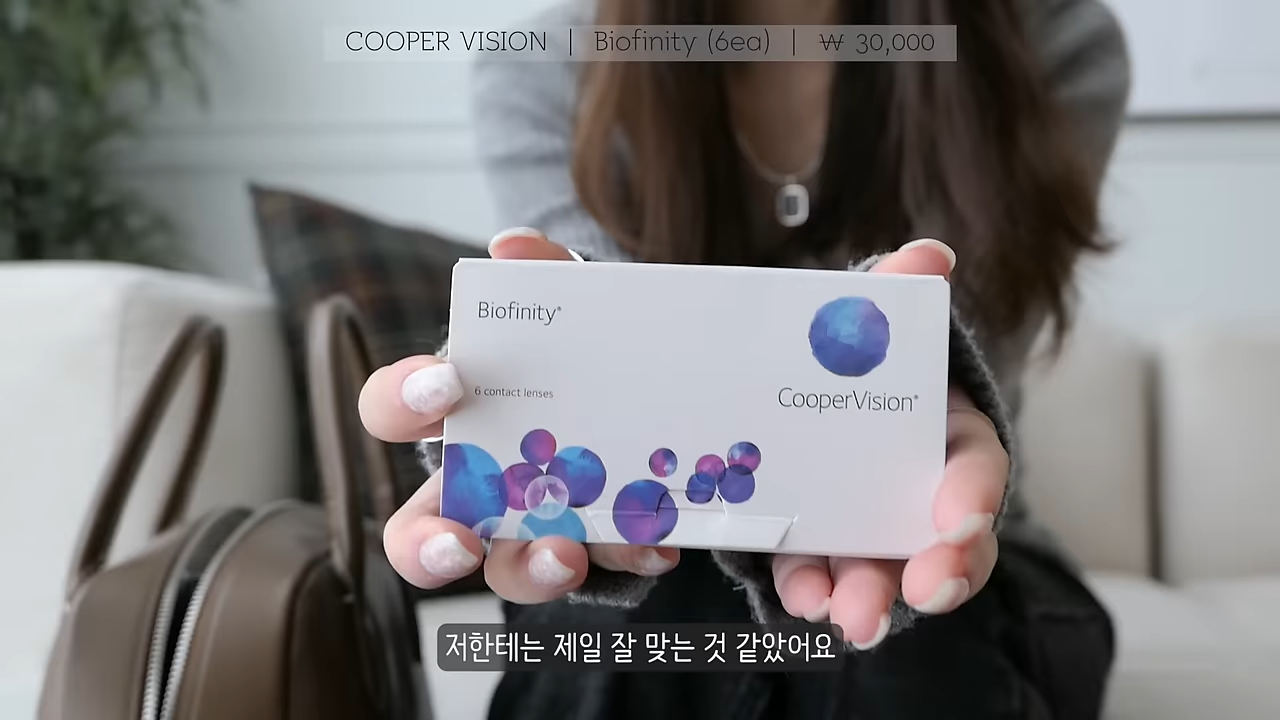 COOPER VISION | Biofinity (6ea) | ₩ 30,000
Biofinity®
6 contact lenses
CooperVision®
저한테는 제일 잘 맞는 것 같았어요